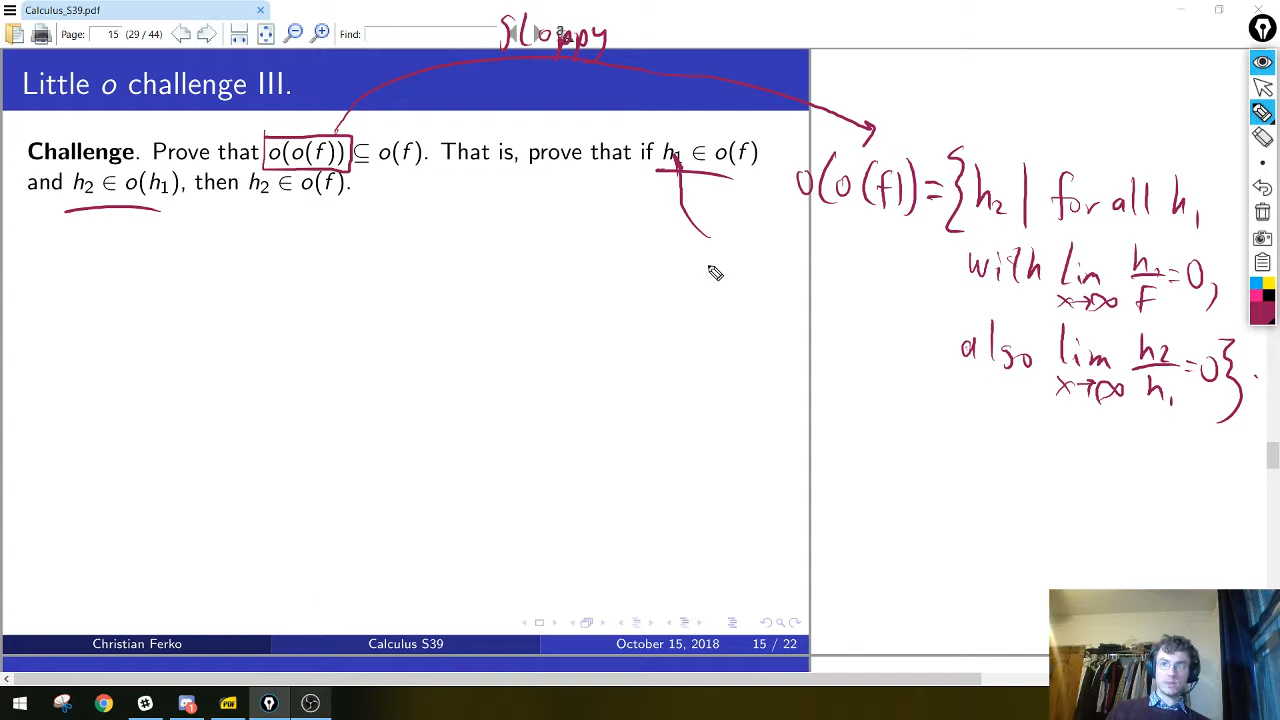 Calculus_S39.pdf ×
Page: 15 (29 / 44) Find:
sloppy
Little o challenge III.
Challenge. Prove that o(o(f)) ⊆ o(f). That is, prove that if h₁ ∈ o(f)
and h₂ ∈ o(h₁), then h₂ ∈ o(f).
o(o(f)) = {h₂ | for all h₁
with lim x→∞ h₁/f = 0,
also lim x→∞ h₂/h₁ = 0}.
Christian Ferko Calculus S39 October 15, 2018 15 / 22